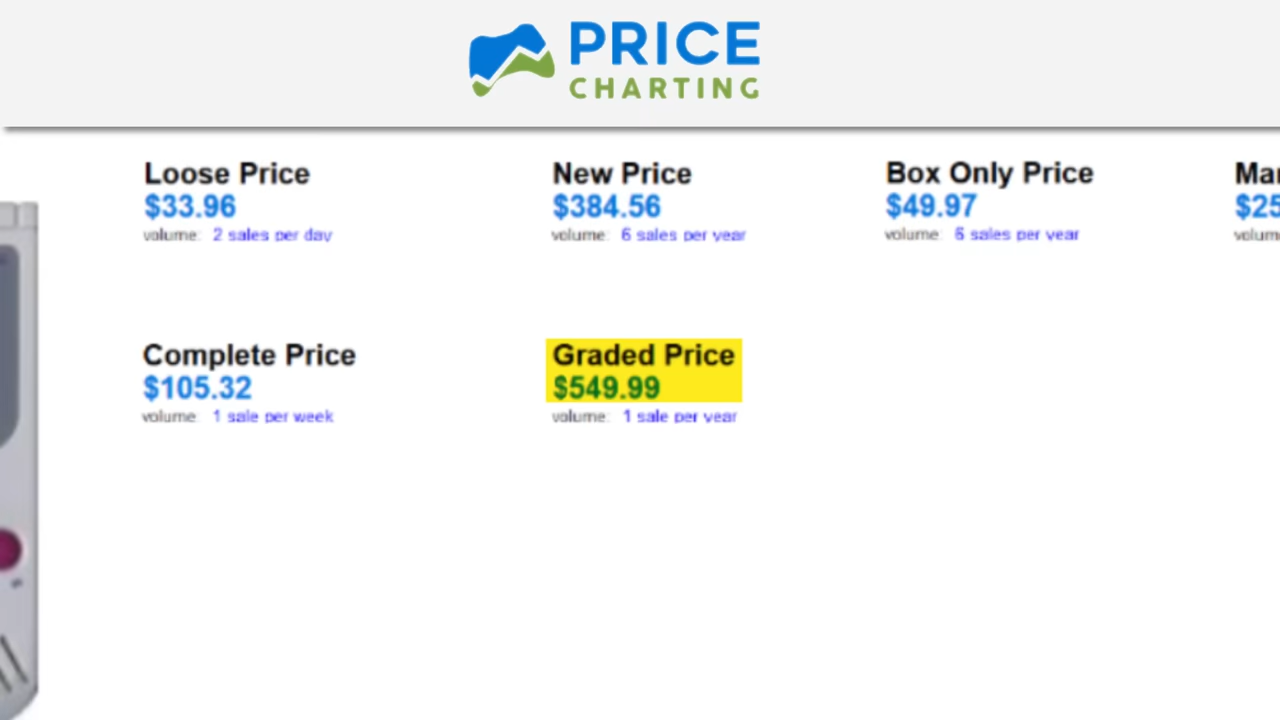 PRICE
CHARTING
Loose Price
$33.96
volume: 2 sales per day
New Price
$384.56
volume: 6 sales per year
Box Only Price
$49.97
volume: 6 sales per year
Complete Price
$105.32
volume: 1 sale per week
Graded Price
$549.99
volume: 1 sale per year